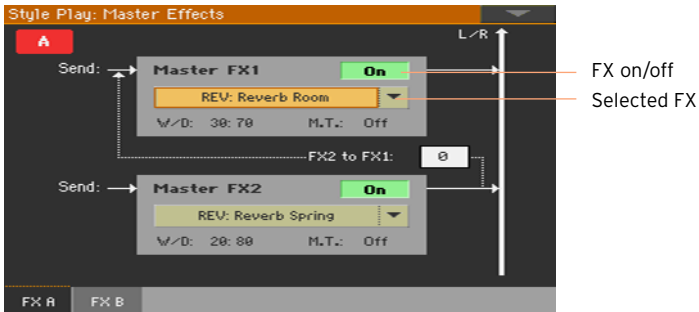 Style Play: Master Effects
A
L/R
Send:
Master FX1
On
FX on/off
REV: Reverb Room
Selected FX
W/D: 30:70 M.T.: Off
FX2 to FX1: 0
Send:
Master FX2
On
REV: Reverb Spring
W/D: 20:80 M.T.: Off
FX A
FX B